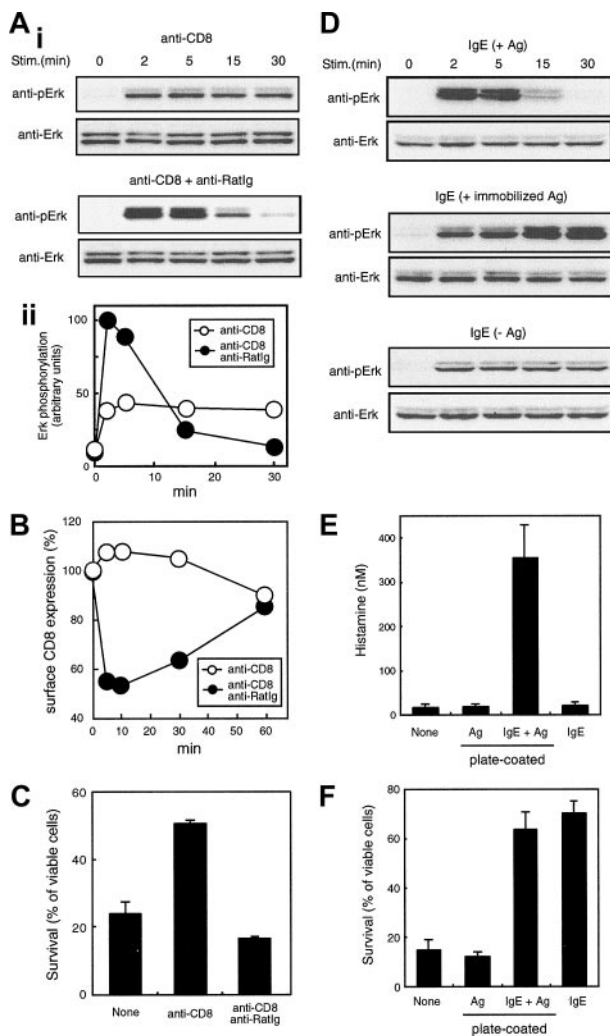 A i
anti-CD8
Stim.(min) 0 2 5 15 30
anti-pErk
anti-Erk
anti-CD8 + anti-RatIg
anti-pErk
anti-Erk
ii
Erk phosphorylation
(arbitrary units)
100
50
0
0 10 20 30
min
anti-CD8
anti-CD8
anti-RatIg
B
surface CD8 expression (%)
120
100
80
60
40
0 10 20 30 40 50 60
min
anti-CD8
anti-CD8
anti-RatIg
C
Survival (% of viable cells)
60
40
20
0
None anti-CD8 anti-CD8
anti-RatIg
D
IgE (+ Ag)
Stim.(min) 0 2 5 15 30
anti-pErk
anti-Erk
IgE (+ immobilized Ag)
anti-pErk
anti-Erk
IgE (- Ag)
anti-pErk
anti-Erk
E
Histamine (nM)
400
300
200
100
0
None Ag IgE + Ag IgE
plate-coated
F
Survival (% of viable cells)
80
60
40
20
0
None Ag IgE + Ag IgE
plate-coated